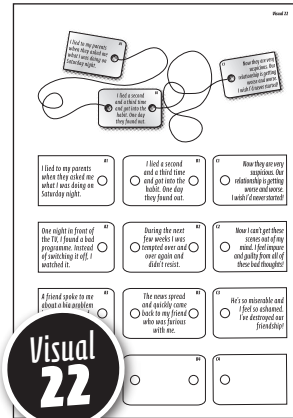 Visual 22
A1
I lied to my parents
when they asked me
what I was doing on
Saturday night.
B1
I lied a second
and a third time
and got into the
habit. One day
they found out.
C1
Now they are very
suspicious. Our
relationship is getting
worse and worse.
I wish I'd never started!
A1
I lied to my parents
when they asked me
what I was doing on
Saturday night.
B1
I lied a second
and a third time
and got into the
habit. One day
they found out.
C1
Now they are very
suspicious. Our
relationship is getting
worse and worse.
I wish I'd never started!
A2
One night in front of
the TV, I found a bad
programme. Instead
of switching it off, I
watched it.
B2
During the next
few weeks I was
tempted over and
over again and
didn't resist.
C2
Now I can't get these
scenes out of my
mind. I feel impure
and guilty from all of
these bad thoughts!
A3
A friend spoke to me
about a big problem
B3
The news spread
and quickly came
back to my friend
who was furious
with me.
C3
He's so miserable and
I feel so ashamed.
I've destroyed our
friendship!
B4
C4
Visual
22